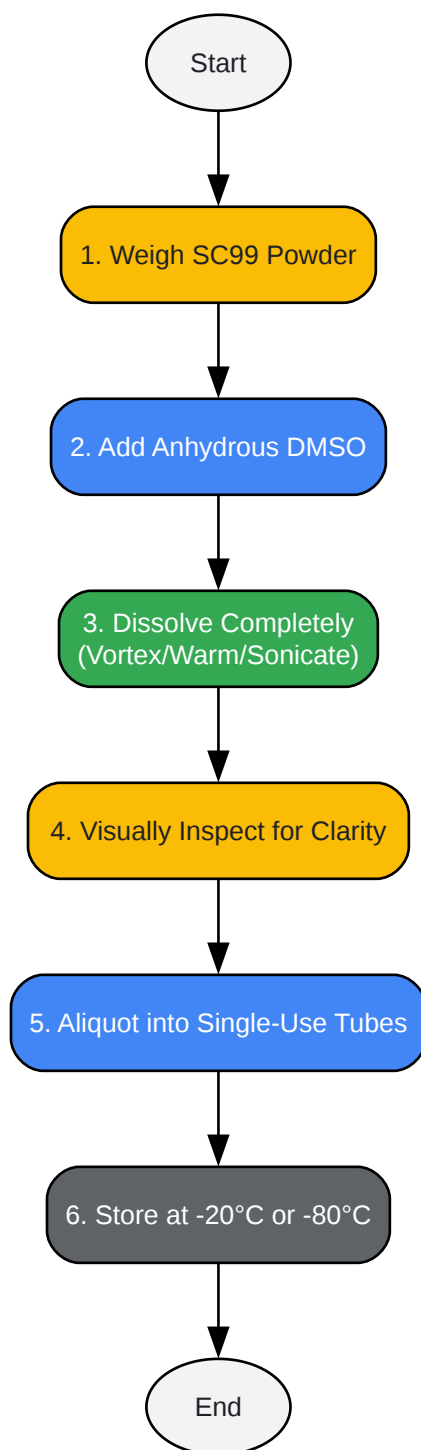 Start
1. Weigh SC99 Powder
2. Add Anhydrous DMSO
3. Dissolve Completely
(Vortex/Warm/Sonicate)
4. Visually Inspect for Clarity
5. Aliquot into Single-Use Tubes
6. Store at -20°C or -80°C
End